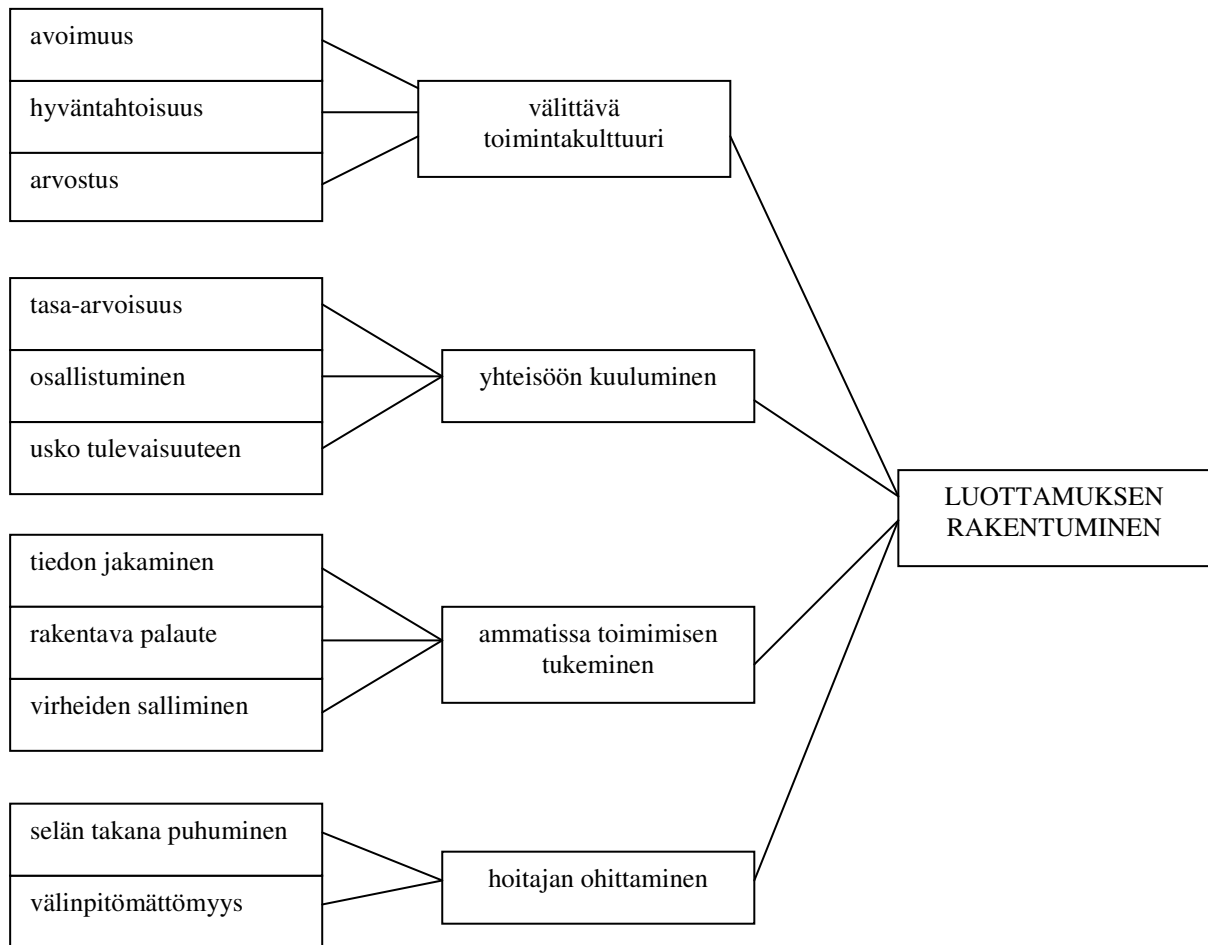 avoimuus
hyväntahtoisuus
arvostus
välittävä
toimintakulttuuri
tasa-arvoisuus
osallistuminen
usko tulevaisuuteen
yhteisöön kuuluminen
tiedon jakaminen
rakentava palaute
virheiden salliminen
ammatissa toimimisen
tukeminen
selän takana puhuminen
välinpitömättömyys
hoitajan ohittaminen
LUOTTAMUKSEN
RAKENTUMINEN